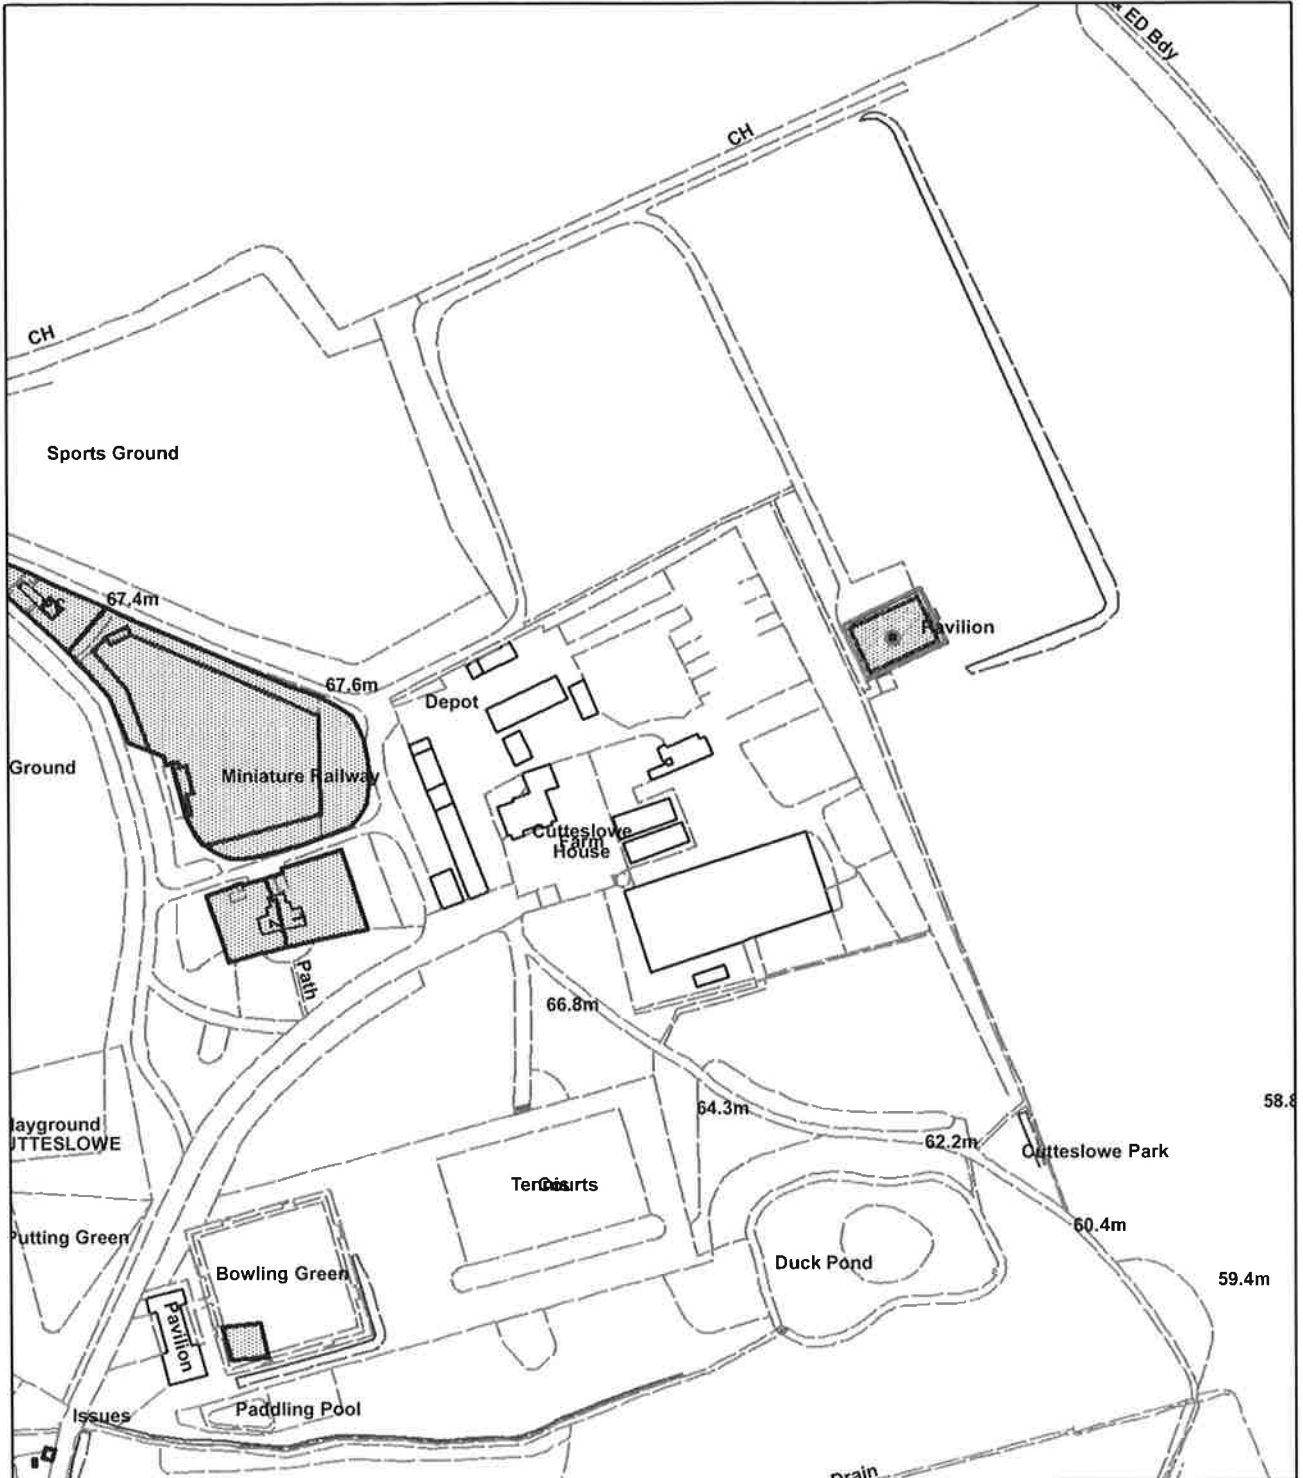 & ED Bdy
CH
CH
Sports Ground
67.4m
Pavilion
67.6m
Depot
Ground
Miniature Railway
Cutteslowe
Farm
House
1
2
Path
66.8m
58.8
64.3m
layground
UTTESLOWE
62.2m
Cutteslowe Park
Tennis Courts
60.4m
Putting Green
Duck Pond
Bowling Green
59.4m
Pavilion
Paddling Pool
Issues
Drain